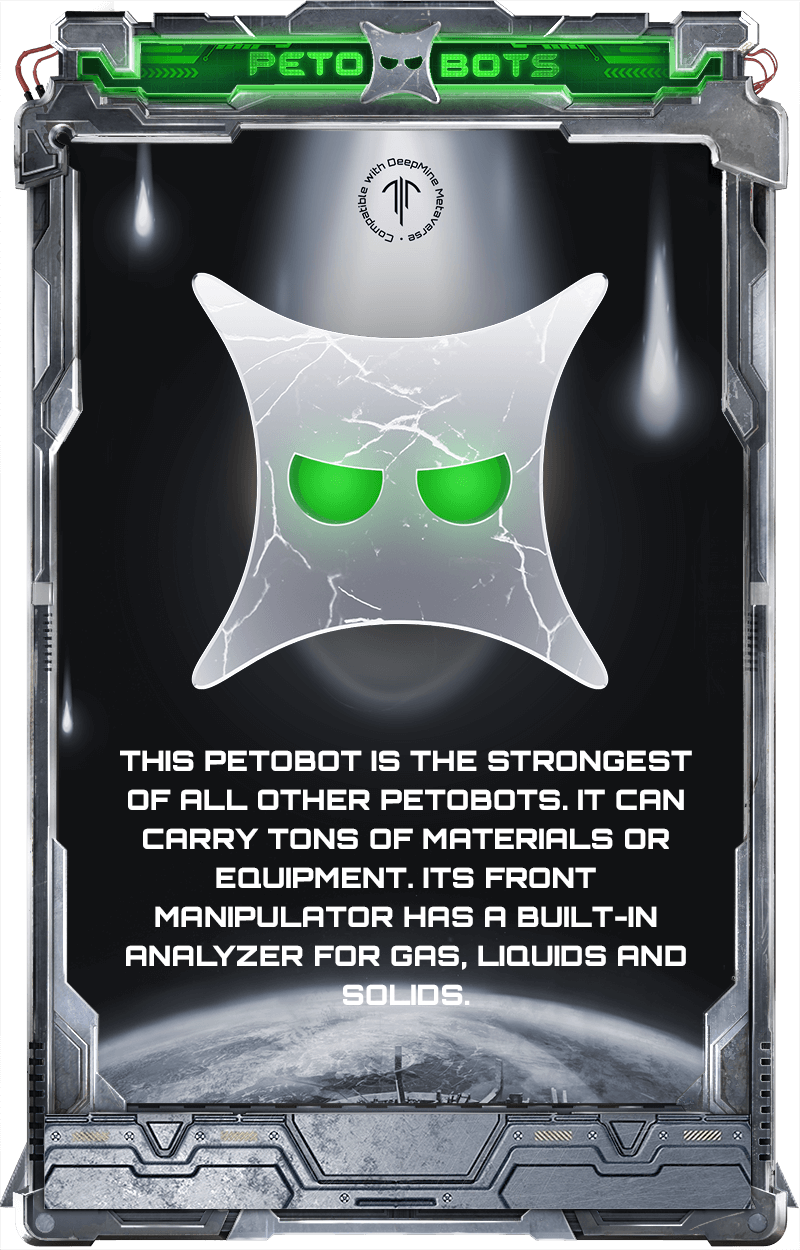 PETO BOTS
Compatible with DeepMine Metaverse •
THIS PETOBOT IS THE STRONGEST
OF ALL OTHER PETOBOTS. IT CAN
CARRY TONS OF MATERIALS OR
EQUIPMENT. ITS FRONT
MANIPULATOR HAS A BUILT-IN
ANALYZER FOR GAS, LIQUIDS AND
SOLIDS.